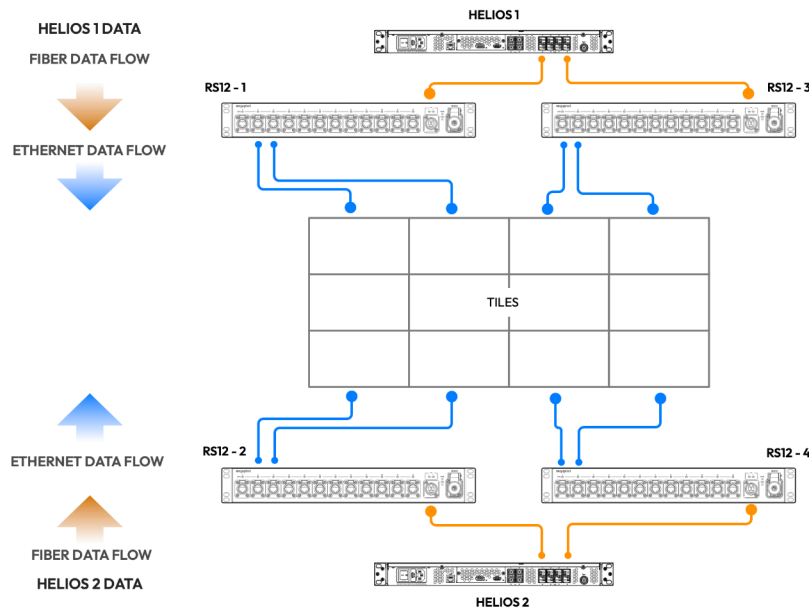 HELIOS 1
HELIOS 1 DATA
FIBER DATA FLOW
RS12 - 1
RS12 - 3
ETHERNET DATA FLOW
TILES
ETHERNET DATA FLOW
RS12 - 2
RS12 - 4
FIBER DATA FLOW
HELIOS 2 DATA
HELIOS 2